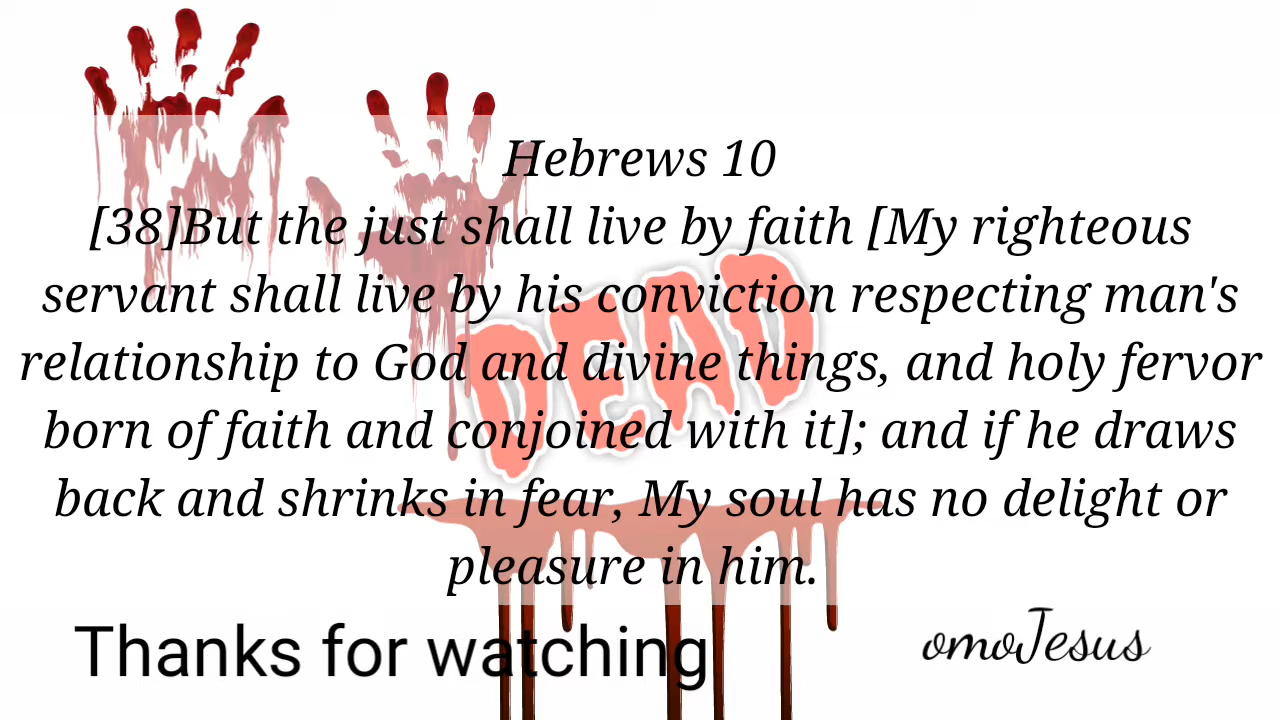 Hebrews 10
[38]But the just shall live by faith [My righteous
servant shall live by his conviction respecting man's
relationship to God and divine things, and holy fervor
born of faith and conjoined with it]; and if he draws
back and shrinks in fear, My soul has no delight or
pleasure in him.
DEAD
Thanks for watching
omoJesus